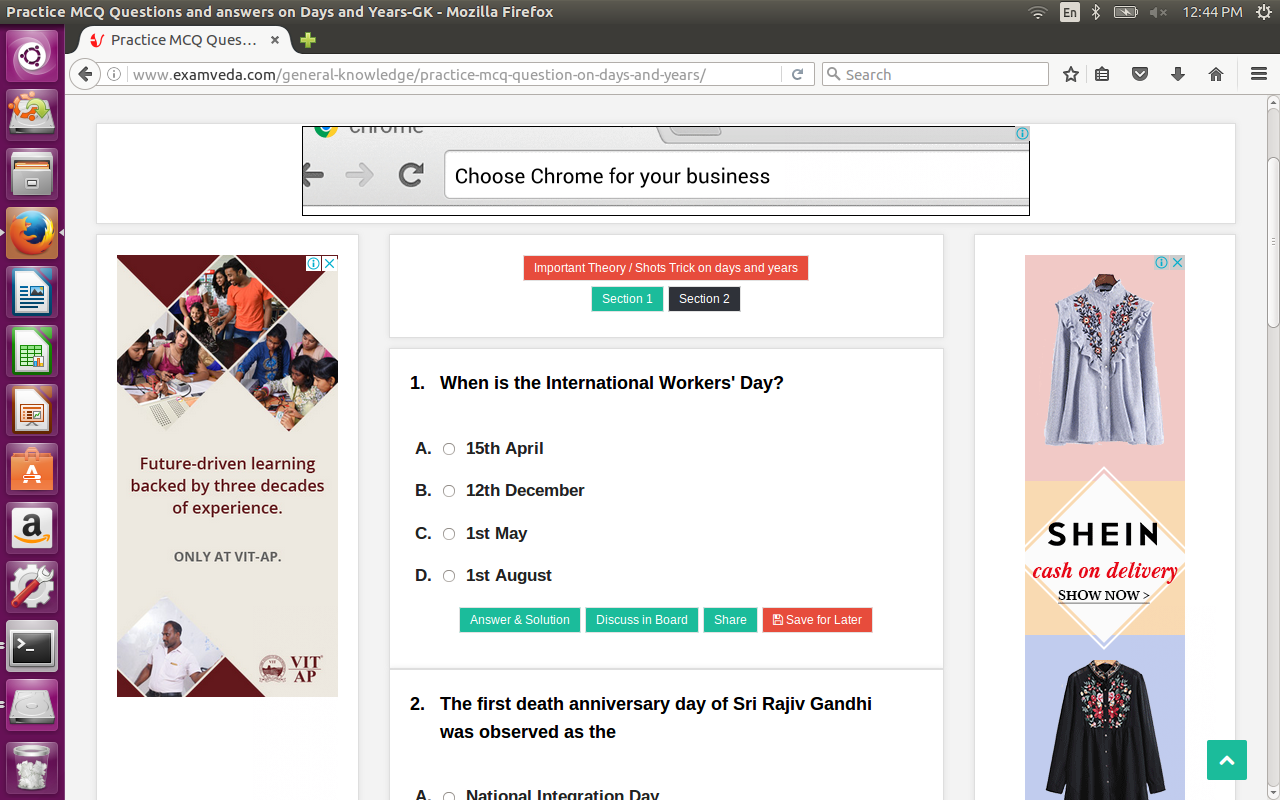 Practice MCQ Questions and answers on Days and Years-GK - Mozilla Firefox
En
12:44 PM
Practice MCQ Ques...
www.examveda.com/general-knowledge/practice-mcq-question-on-days-and-years/
Search
chrome
Choose Chrome for your business
Future-driven learning
backed by three decades
of experience.
ONLY AT VIT-AP.
VIT
AP
Important Theory / Shots Trick on days and years
Section 1 Section 2
1. When is the International Workers' Day?
A. 15th April
B. 12th December
C. 1st May
D. 1st August
Answer & Solution Discuss in Board Share Save for Later
2. The first death anniversary day of Sri Rajiv Gandhi
was observed as the
A. National Integration Day
SHEIN
cash on delivery
SHOW NOW >